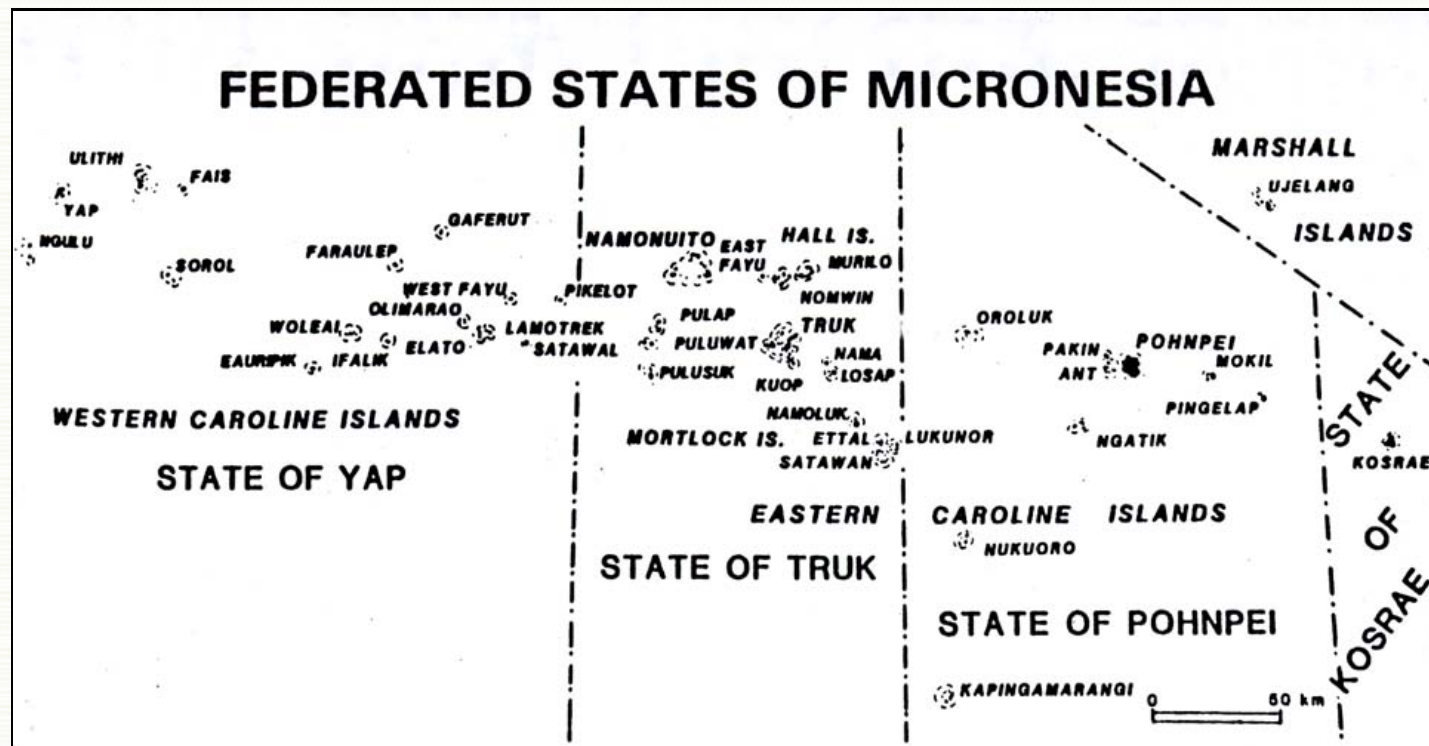 FEDERATED STATES OF MICRONESIA
ULITHI
FAIS
YAP
NGULU
SOROL
GAFERUT
FARAULEP
WEST FAYU
PIKELOT
OLIMARAO
WOLEAI
LAMOTREK
ELATO
SATAWAL
EAURIPIK
IFALIK
WESTERN CAROLINE ISLANDS
STATE OF YAP
NAMONUITO
EAST
FAYU
HALL IS.
MURILO
NOMWIN
PULAP
TRUK
PULUWAT
NAMA
PULUSUK
LOSAP
KUOP
NAMOLUK
MORTLOCK IS.
ETTAL
LUKUNOR
SATAWAN
EASTERN CAROLINE ISLANDS
STATE OF TRUK
OROLUK
PAKIN
POHNPEI
ANT
MOKIL
PINGELAP
NGATIK
NUKUORO
STATE OF POHNPEI
KAPINGAMARANGI
0 50 km
MARSHALL
UJELANG
ISLANDS
STATE
KOSRAE
OF
KOSRAE